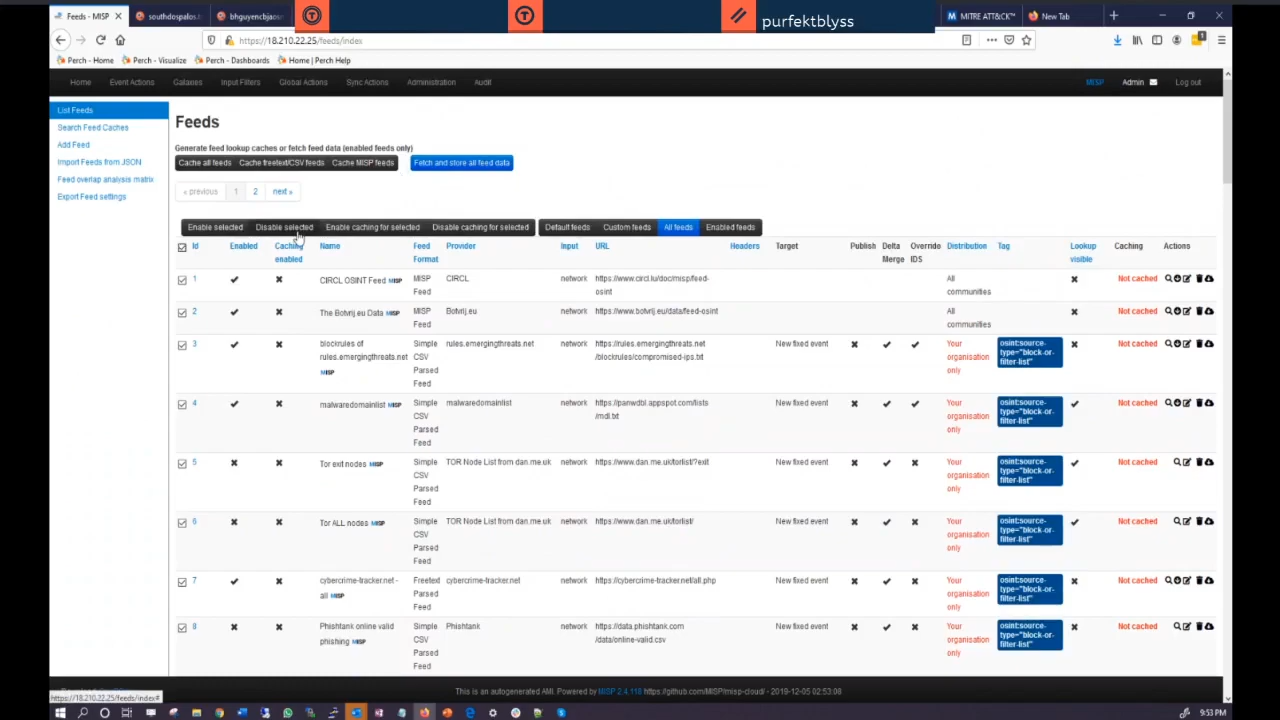 Feeds - MISP
southdospalos.
bhguyencbjaou
purfektblyss
MITRE ATT&CK™
New Tab
https://18.210.22.25/feeds/index
Perch - Home
Perch - Visualize
Perch - Dashboards
Home | Perch Help
Home Event Actions Galaxies Input Filters Global Actions Sync Actions Administration Audit MISP Admin Log out
List Feeds
Search Feed Caches
Add Feed
Import Feeds from JSON
Feed overlap analysis matrix
Export Feed settings
Feeds
Generate feed lookup caches or fetch feed data (enabled feeds only)
Cache all feeds Cache freetext/CSV feeds Cache MISP feeds Fetch and store all feed data
« previous 1 2 next »
Enable selected Disable selected Enable caching for selected Disable caching for selected Default feeds Custom feeds All feeds Enabled feeds
Id Enabled Caching enabled Name Feed Format Provider Input URL Headers Target Publish Delta Merge Override IDS Distribution Tag Lookup visible Caching Actions
1 CIRCL OSINT Feed MISP MISP Feed CIRCL network https://www.circl.lu/doc/misp/feed-osint All communities Not cached
2 The Botvrij.eu Data MISP MISP Feed Botvrij.eu network https://www.botvrij.eu/data/feed-osint All communities Not cached
3 blockrules of rules.emergingthreats.net MISP Simple CSV Parsed Feed rules.emergingthreats.net network https://rules.emergingthreats.net/blockrules/compromised-ips.txt New fixed event Your organisation only osint:source-type="block-or-filter-list" Not cached
4 malwaredomainlist MISP Simple CSV Parsed Feed malwaredomainlist network https://panwdbl.appspot.com/lists/mdl.txt New fixed event Your organisation only osint:source-type="block-or-filter-list" Not cached
5 Tor exit nodes MISP Simple CSV Parsed Feed TOR Node List from dan.me.uk network https://www.dan.me.uk/torlist/?exit New fixed event Your organisation only osint:source-type="block-or-filter-list" Not cached
6 Tor ALL nodes MISP Simple CSV Parsed Feed TOR Node List from dan.me.uk network https://www.dan.me.uk/torlist/ New fixed event Your organisation only osint:source-type="block-or-filter-list" Not cached
7 cybercrime-tracker.net - all MISP Freetext Parsed Feed cybercrime-tracker.net network https://cybercrime-tracker.net/all.php New fixed event Your organisation only osint:source-type="block-or-filter-list" Not cached
8 Phishtank online valid phishing MISP Simple CSV Parsed Feed Phishtank network https://data.phishtank.com/data/online-valid.csv New fixed event Your organisation only osint:source-type="block-or-filter-list" Not cached
https://18.210.22.25/feeds/index#
This is an autogenerated AMI. Powered by MISP 2.4.118 https://github.com/MISP/misp-cloud/ - 2019-12-05 02:53:08
9:53 PM